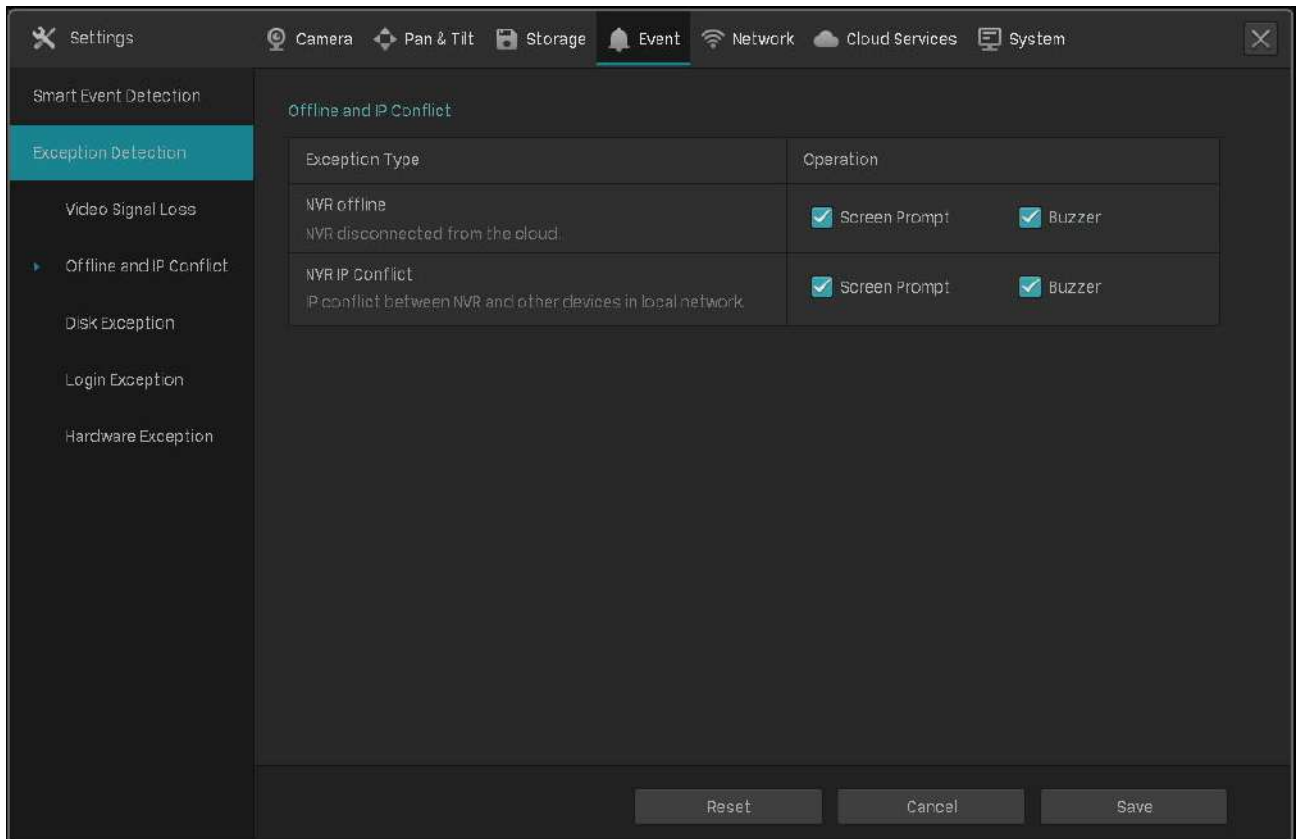 Settings
Camera Pan & Tilt Storage Event Network Cloud Services System
Smart Event Detection
Exception Detection
Video Signal Loss
Offline and IP Conflict
Disk Exception
Login Exception
Hardware Exception
Offline and IP Conflict
Exception Type Operation
NVR offline
NVR disconnected from the cloud.
Screen Prompt Buzzer
NVR IP Conflict
IP conflict between NVR and other devices in local network.
Screen Prompt Buzzer
Reset Cancel Save